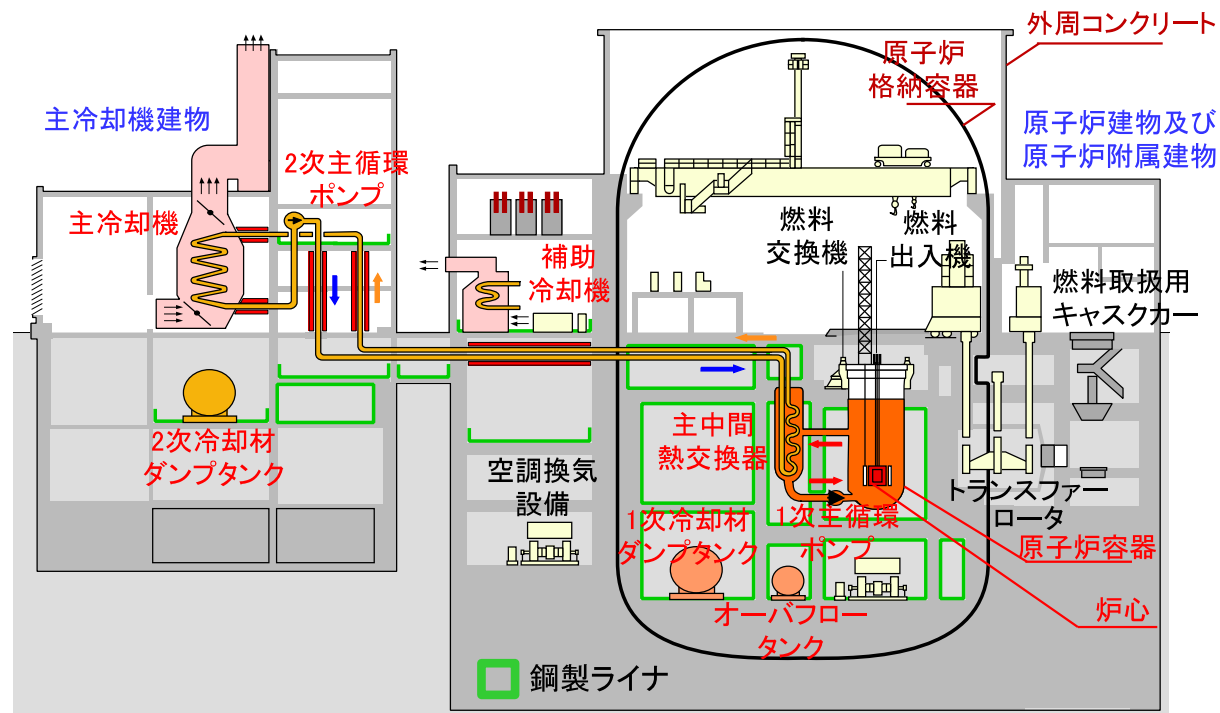 外周コンクリート
原子炉
格納容器
主冷却機建物
原子炉建物及び
原子炉附属建物
2次主循環
ポンプ
主冷却機
燃料
交換機
燃料
出入機
補助
冷却機
燃料取扱用
キャスクカー
主中間
熱交換器
2次冷却材
ダンプタンク
空調換気
設備
トランスファー
ロータ
1次冷却材
ダンプタンク
1次主循環
ポンプ
原子炉容器
炉心
オーバフロー
タンク
鋼製ライナ